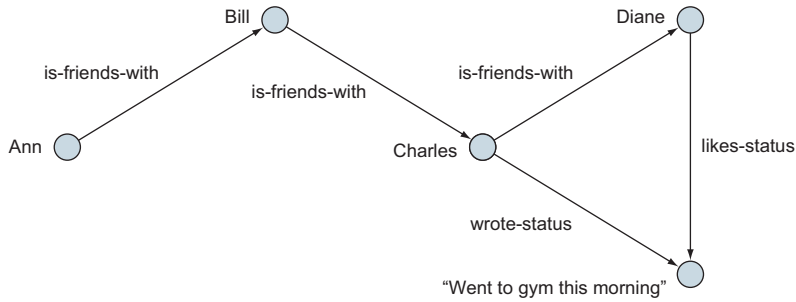 Bill
Diane
is-friends-with
is-friends-with
is-friends-with
Ann
Charles
likes-status
wrote-status
“Went to gym this morning”